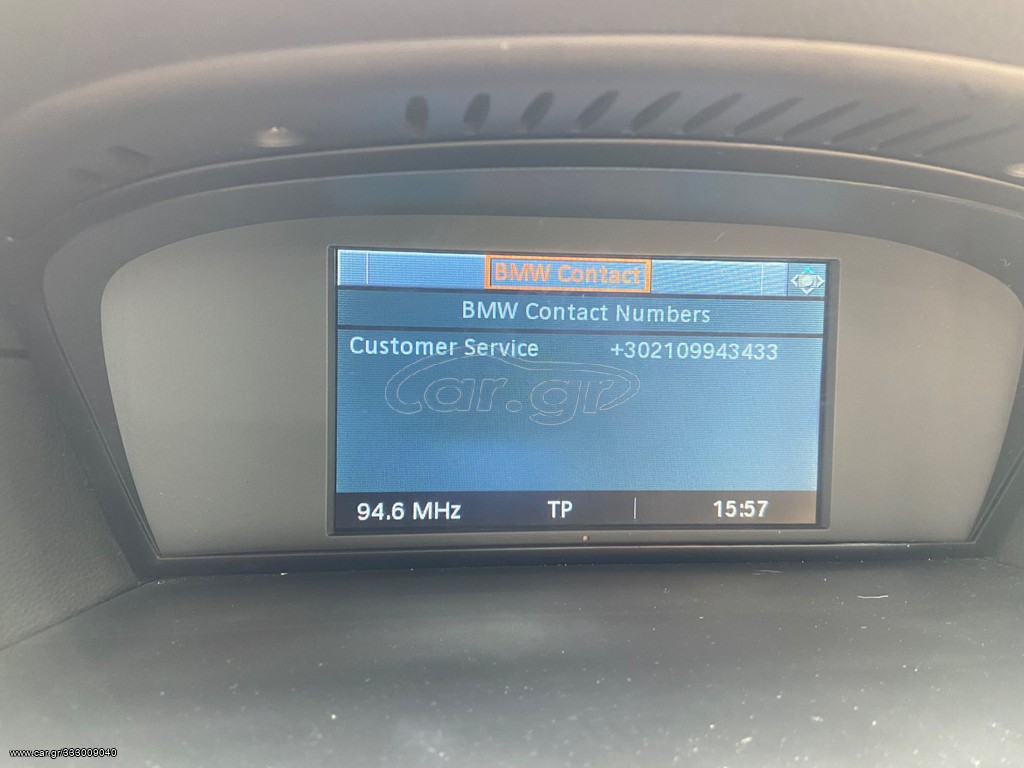 BMW Contact
BMW Contact Numbers
Customer Service +302109943433
car.gr
94.6 MHz TP 15:57
www.car.gr/333009040